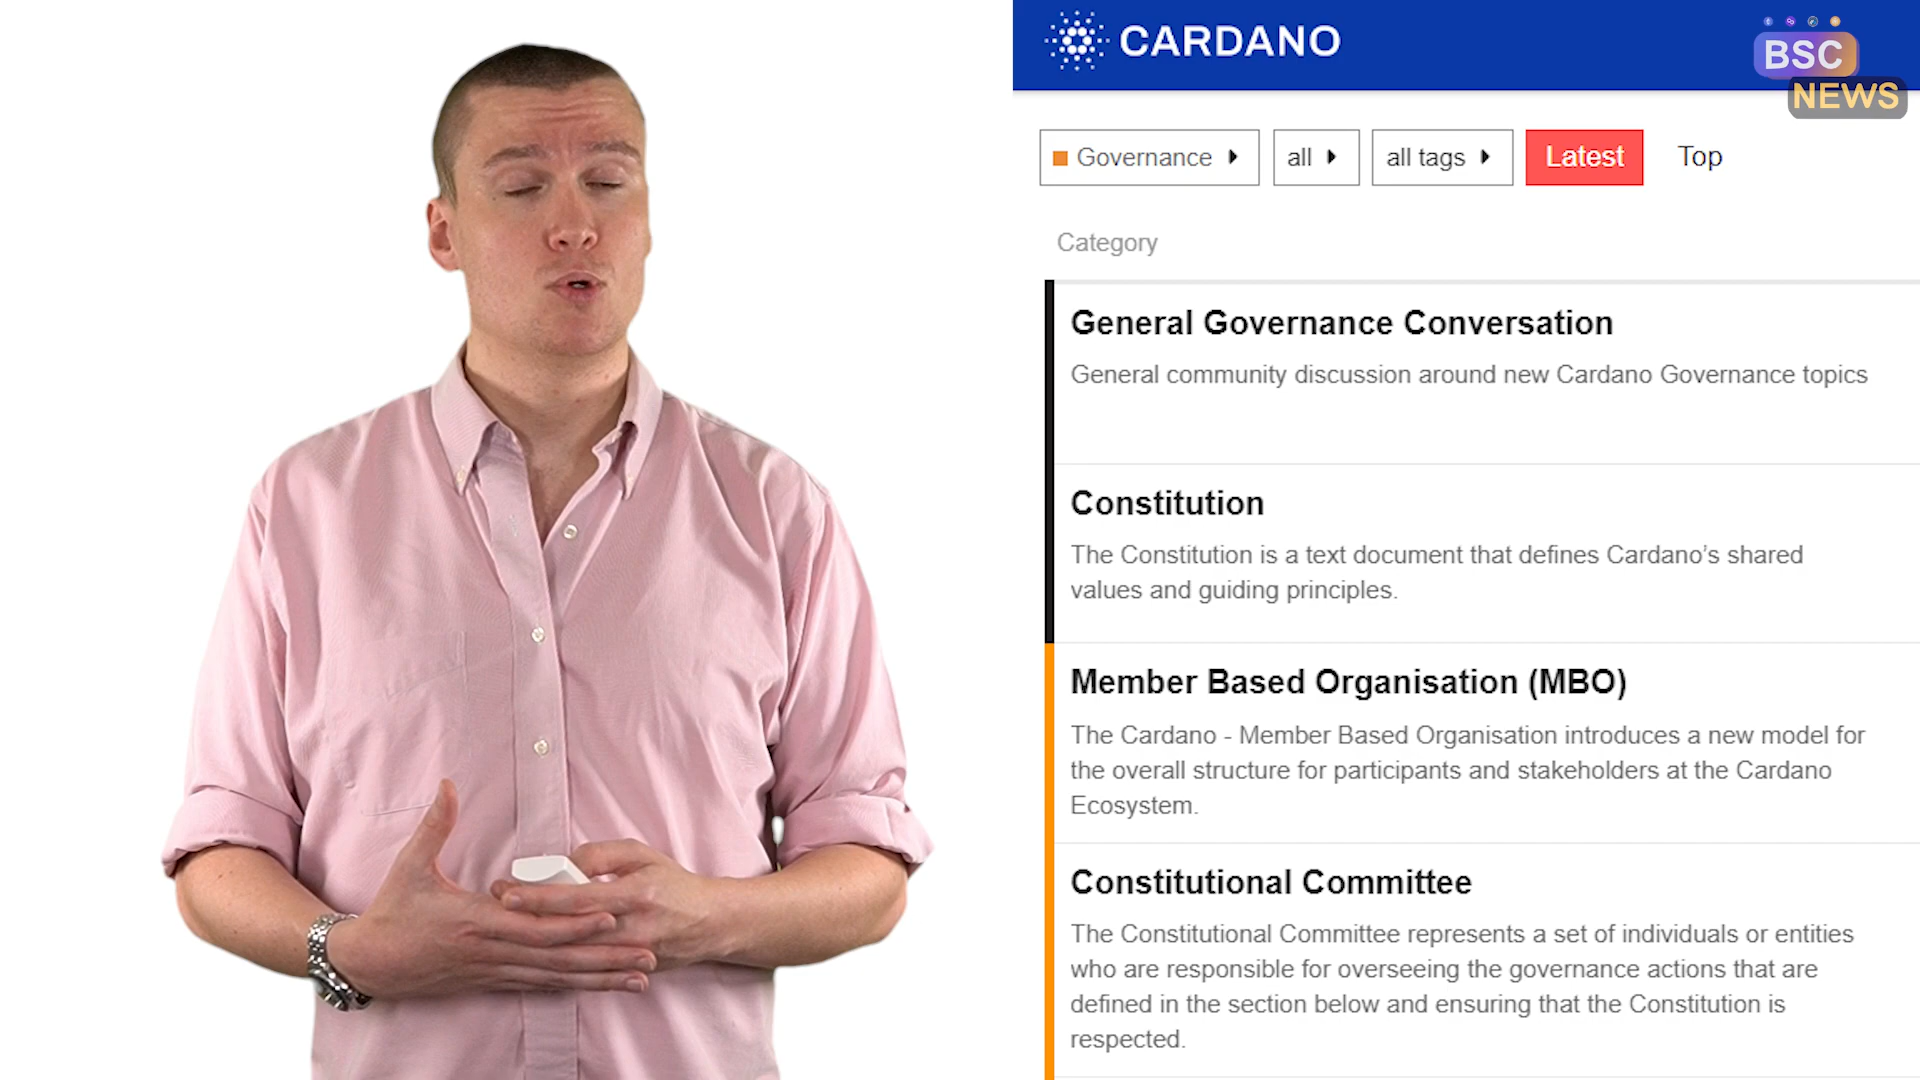 CARDANO
BSC
NEWS
Governance
all
all tags
Latest
Top
Category
General Governance Conversation
General community discussion around new Cardano Governance topics
Constitution
The Constitution is a text document that defines Cardano’s shared
values and guiding principles.
Member Based Organisation (MBO)
The Cardano - Member Based Organisation introduces a new model for
the overall structure for participants and stakeholders at the Cardano
Ecosystem.
Constitutional Committee
The Constitutional Committee represents a set of individuals or entities
who are responsible for overseeing the governance actions that are
defined in the section below and ensuring that the Constitution is
respected.